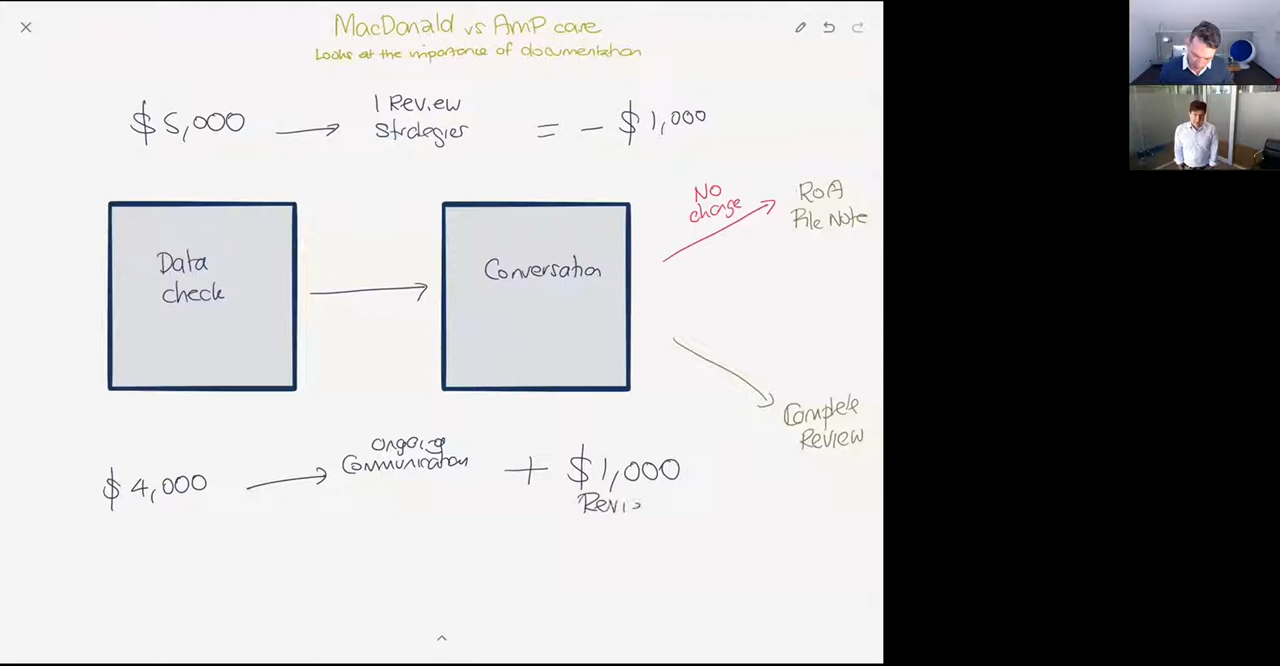 MacDonald vs AMP case
Looks at the importance of documentation
$5,000
1 Review
Strategies
= - $1,000
No
change
RoA
File Note
Data
check
Conversation
Complete
Review
$4,000
Ongoing
Communication
+ $1,000
Revi